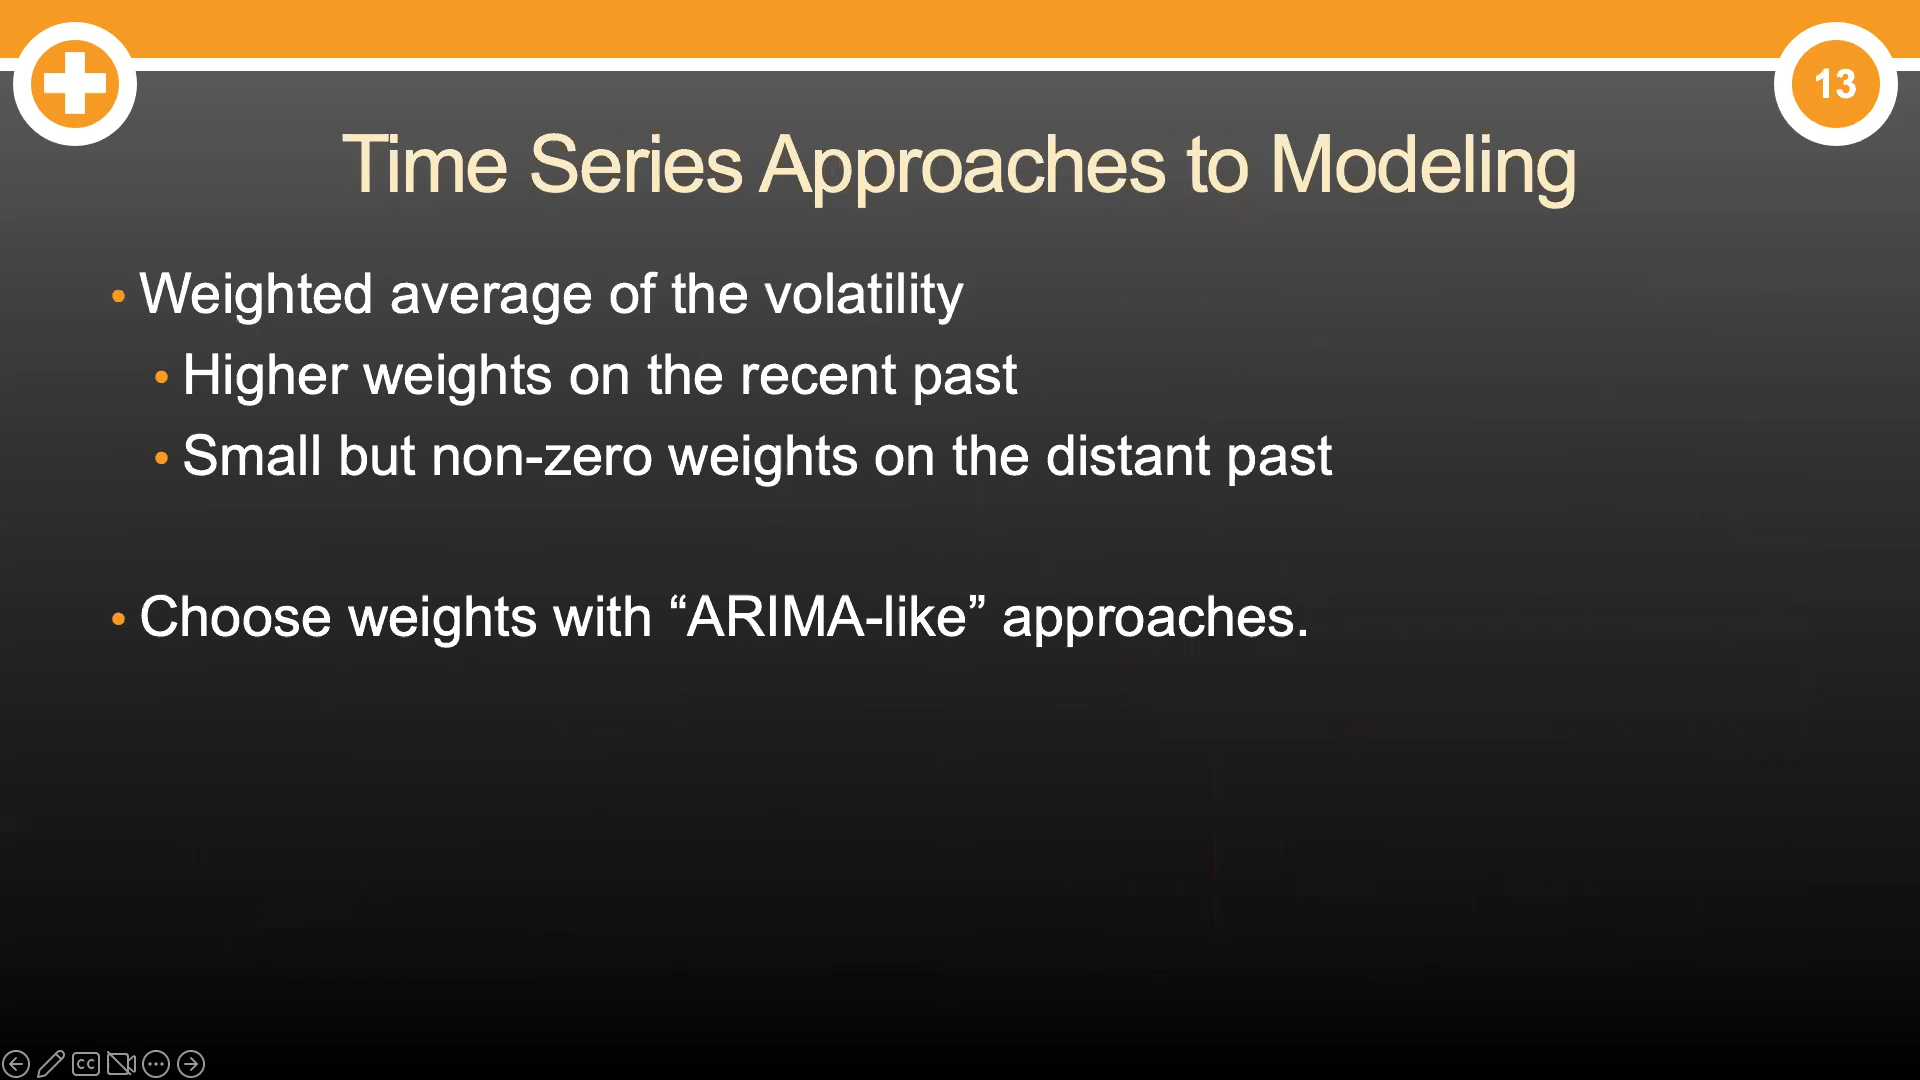 13
Time Series Approaches to Modeling
• Weighted average of the volatility
• Higher weights on the recent past
• Small but non-zero weights on the distant past
• Choose weights with “ARIMA-like” approaches.
CC